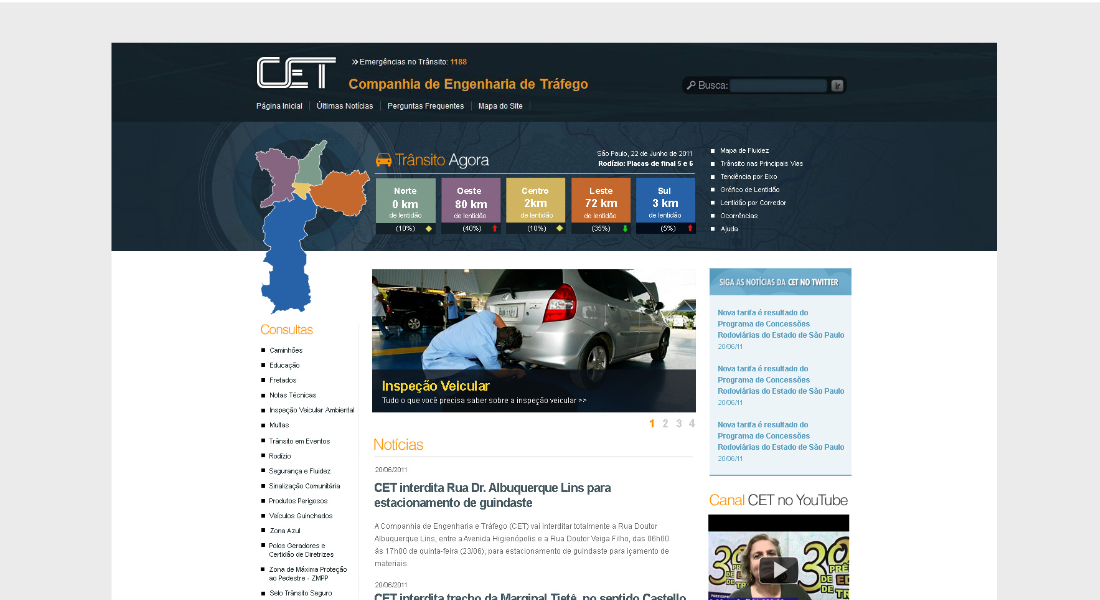 CET
Emergências no Trânsito: 1188
Companhia de Engenharia de Tráfego
Busca:
Ir
Página Inicial
Últimas Notícias
Perguntas Frequentes
Mapa do Site
Trânsito Agora
São Paulo, 22 de Junho de 2011
Rodízio: Placas de final 5 e 6
Norte
0 km
de lentidão
(10%)
Oeste
80 km
de lentidão
(40%)
Centro
2km
de lentidão
(10%)
Leste
72 km
de lentidão
(35%)
Sul
3 km
de lentidão
(5%)
Mapa de Fluidez
Trânsito nas Principais Vias
Tendência por Eixo
Gráfico de Lentidão
Lentidão por Corredor
Ocorrências
Ajuda
Consultas
Caminhões
Educação
Fretados
Notas Técnicas
Inspeção Veicular Ambiental
Multas
Trânsito em Eventos
Rodízio
Segurança e Fluidez
Sinalização Comunitária
Produtos Perigosos
Veículos Guinchados
Zona Azul
Polos Geradores e
Certidão de Diretrizes
Zona de Máxima Proteção
ao Pedestre - ZMPP
Selo Trânsito Seguro
Inspeção Veicular
Tudo o que você precisa saber sobre a inspeção veicular >>
1 2 3 4
Notícias
20/06/2011
CET interdita Rua Dr. Albuquerque Lins para
estacionamento de guindaste
A Companhia de Engenharia e Tráfego (CET) vai interditar totalmente a Rua Doutor
Albuquerque Lins, entre a Avenida Higienópolis e a Rua Doutor Veiga Filho, das 06h00
às 17h00 de quinta-feira (23/06), para estacionamento de guindaste para içamento de
materiais.
20/06/2011
CET interdita trecho da Marginal Tietê, no sentido Castello
SIGA AS NOTÍCIAS DA CET NO TWITTER
Nova tarifa é resultado do
Programa de Concessões
Rodoviárias do Estado de São Paulo
20/06/11
Nova tarifa é resultado do
Programa de Concessões
Rodoviárias do Estado de São Paulo
20/06/11
Nova tarifa é resultado do
Programa de Concessões
Rodoviárias do Estado de São Paulo
20/06/11
Canal CET no YouTube